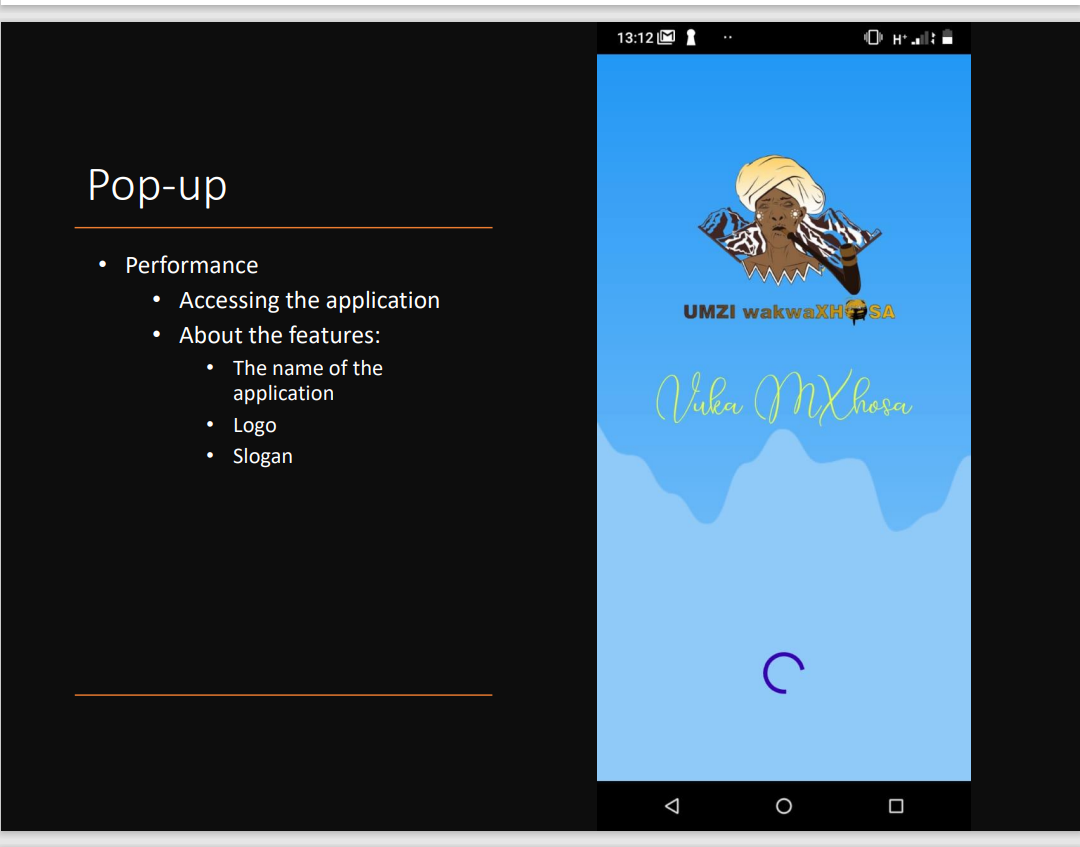 Pop-up
• Performance
• Accessing the application
• About the features:
• The name of the
application
• Logo
• Slogan
13:12
H+
UMZI wakwaXHOSA
Vuka MXhosa